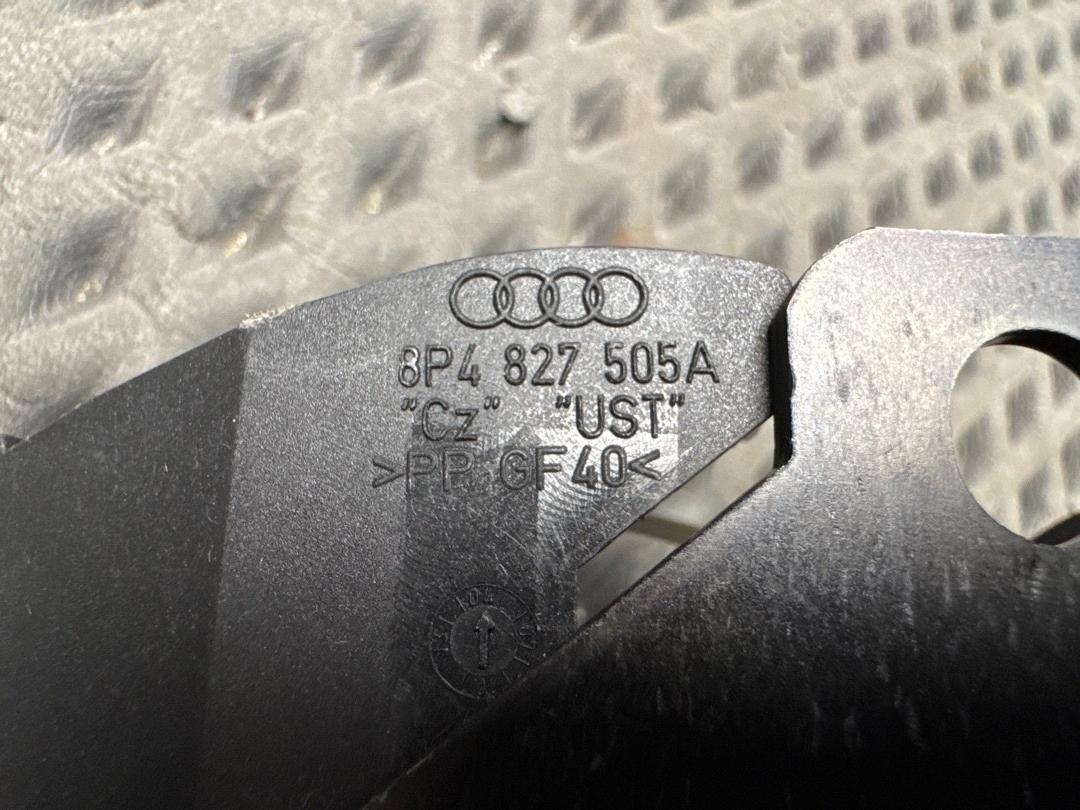 8P4 827 505A
"Cz" "UST"
>PP GF40<